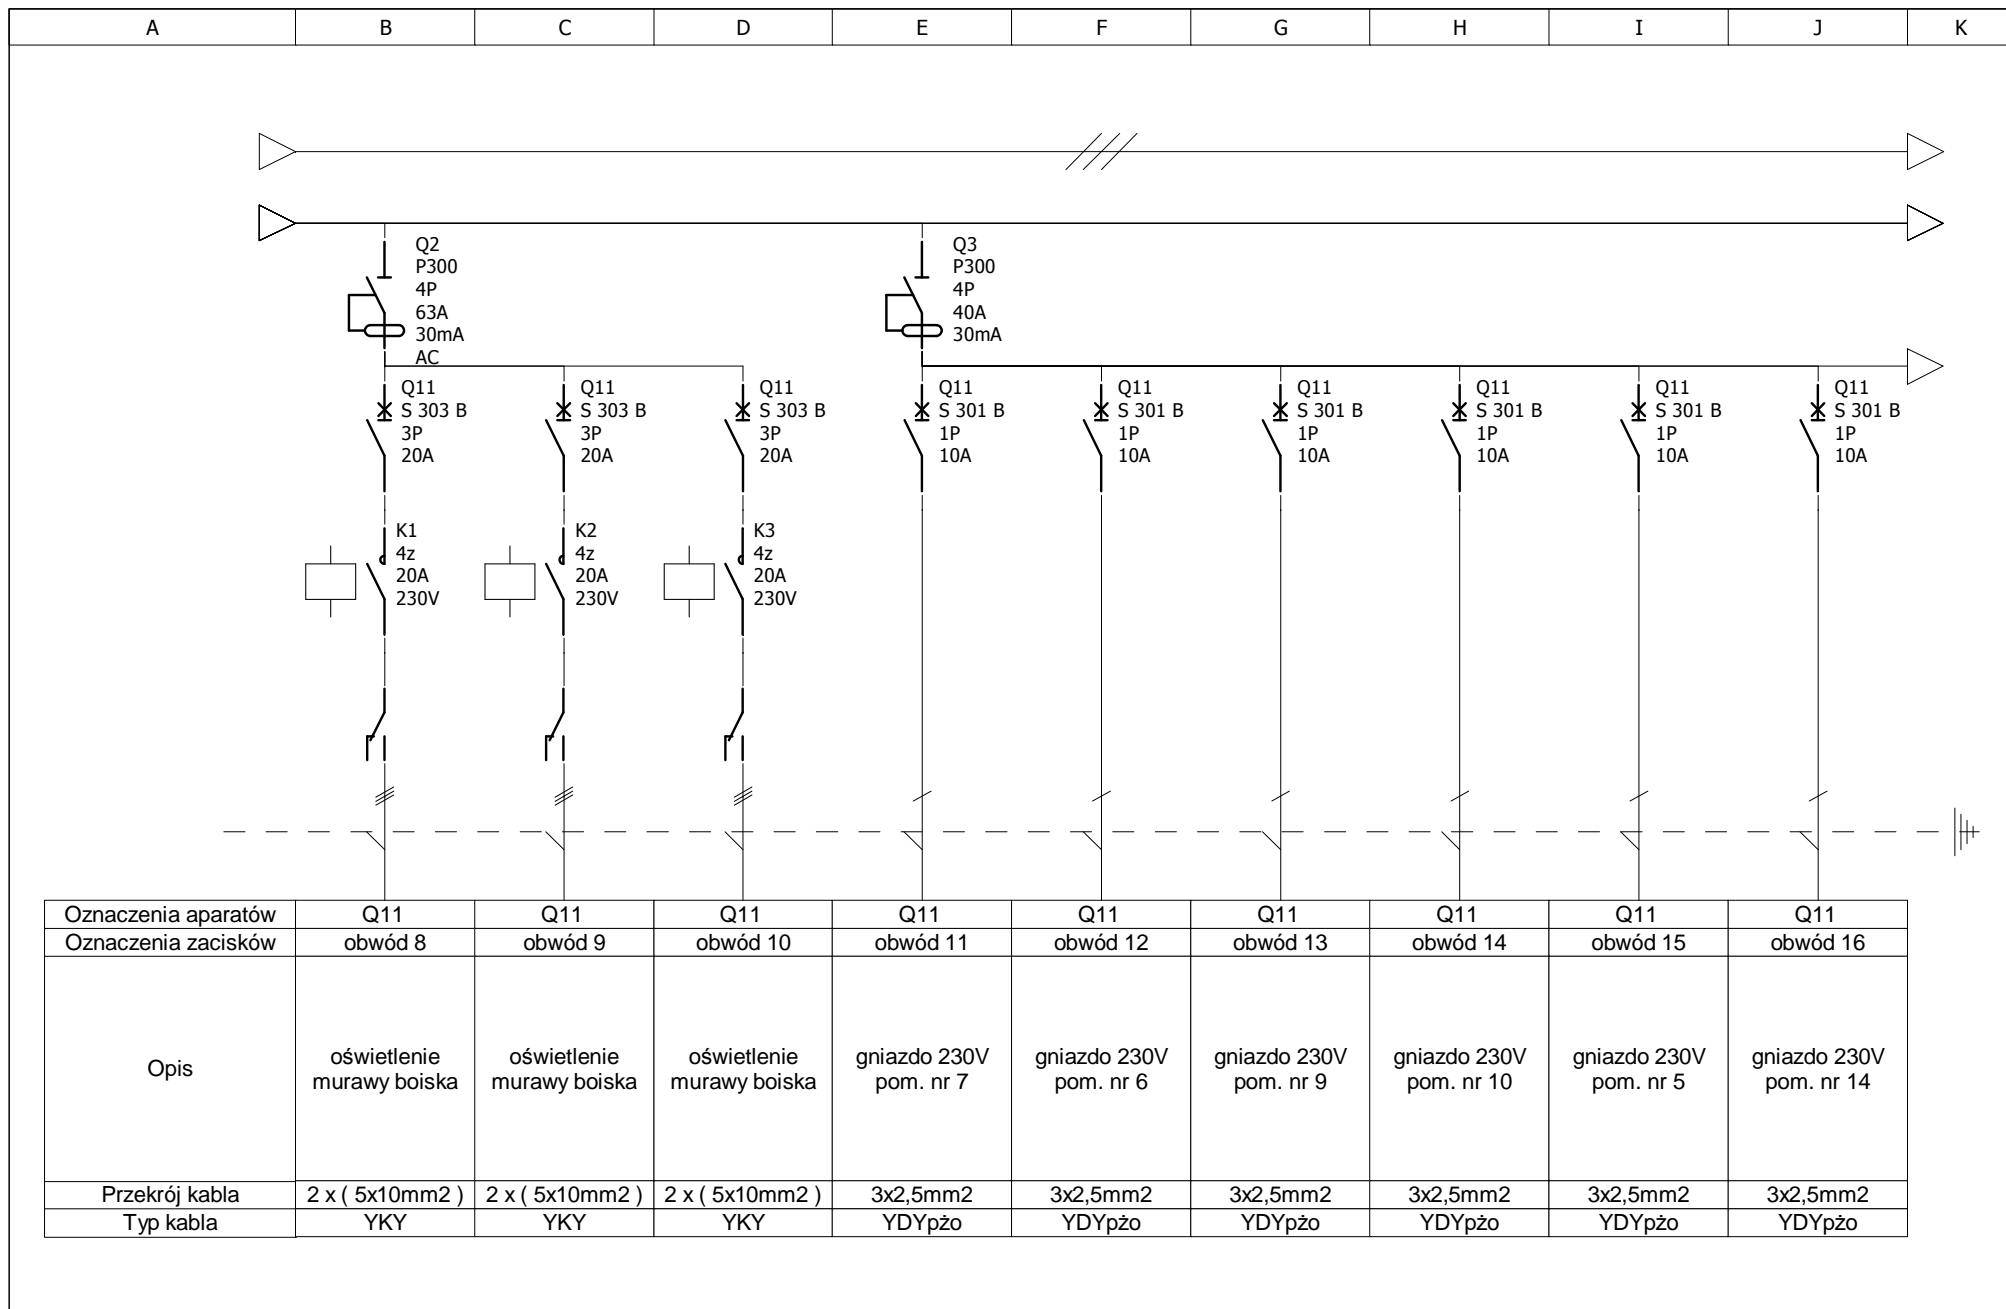 A B C D E F G H I J K
Q2 Q3
P300 P300
4P 4P
63A 40A
30mA 30mA
AC
Q11 Q11 Q11 Q11 Q11 Q11 Q11 Q11 Q11
S 303 B S 303 B S 303 B S 301 B S 301 B S 301 B S 301 B S 301 B S 301 B
3P 3P 3P 1P 1P 1P 1P 1P 1P
20A 20A 20A 10A 10A 10A 10A 10A 10A
K1 K2 K3
4z 4z 4z
20A 20A 20A
230V 230V 230V
Oznaczenia aparatów Q11 Q11 Q11 Q11 Q11 Q11 Q11 Q11 Q11
Oznaczenia zacisków obwód 8 obwód 9 obwód 10 obwód 11 obwód 12 obwód 13 obwód 14 obwód 15 obwód 16
Opis oświetlenie oświetlenie oświetlenie gniazdo 230V gniazdo 230V gniazdo 230V gniazdo 230V gniazdo 230V gniazdo 230V
murawy boiska murawy boiska murawy boiska pom. nr 7 pom. nr 6 pom. nr 9 pom. nr 10 pom. nr 5 pom. nr 14
Przekrój kabla 2 x ( 5x10mm2 ) 2 x ( 5x10mm2 ) 2 x ( 5x10mm2 ) 3x2,5mm2 3x2,5mm2 3x2,5mm2 3x2,5mm2 3x2,5mm2 3x2,5mm2
Typ kabla YKY YKY YKY YDYpżo YDYpżo YDYpżo YDYpżo YDYpżo YDYpżo